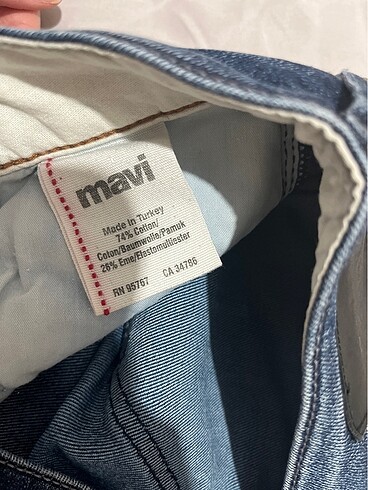 mavi
Made in Turkey
74% Cotton/
Coton/Baumwolle/Pamuk
26% Eme/Elastomultiester
RN 95767 CA 34786